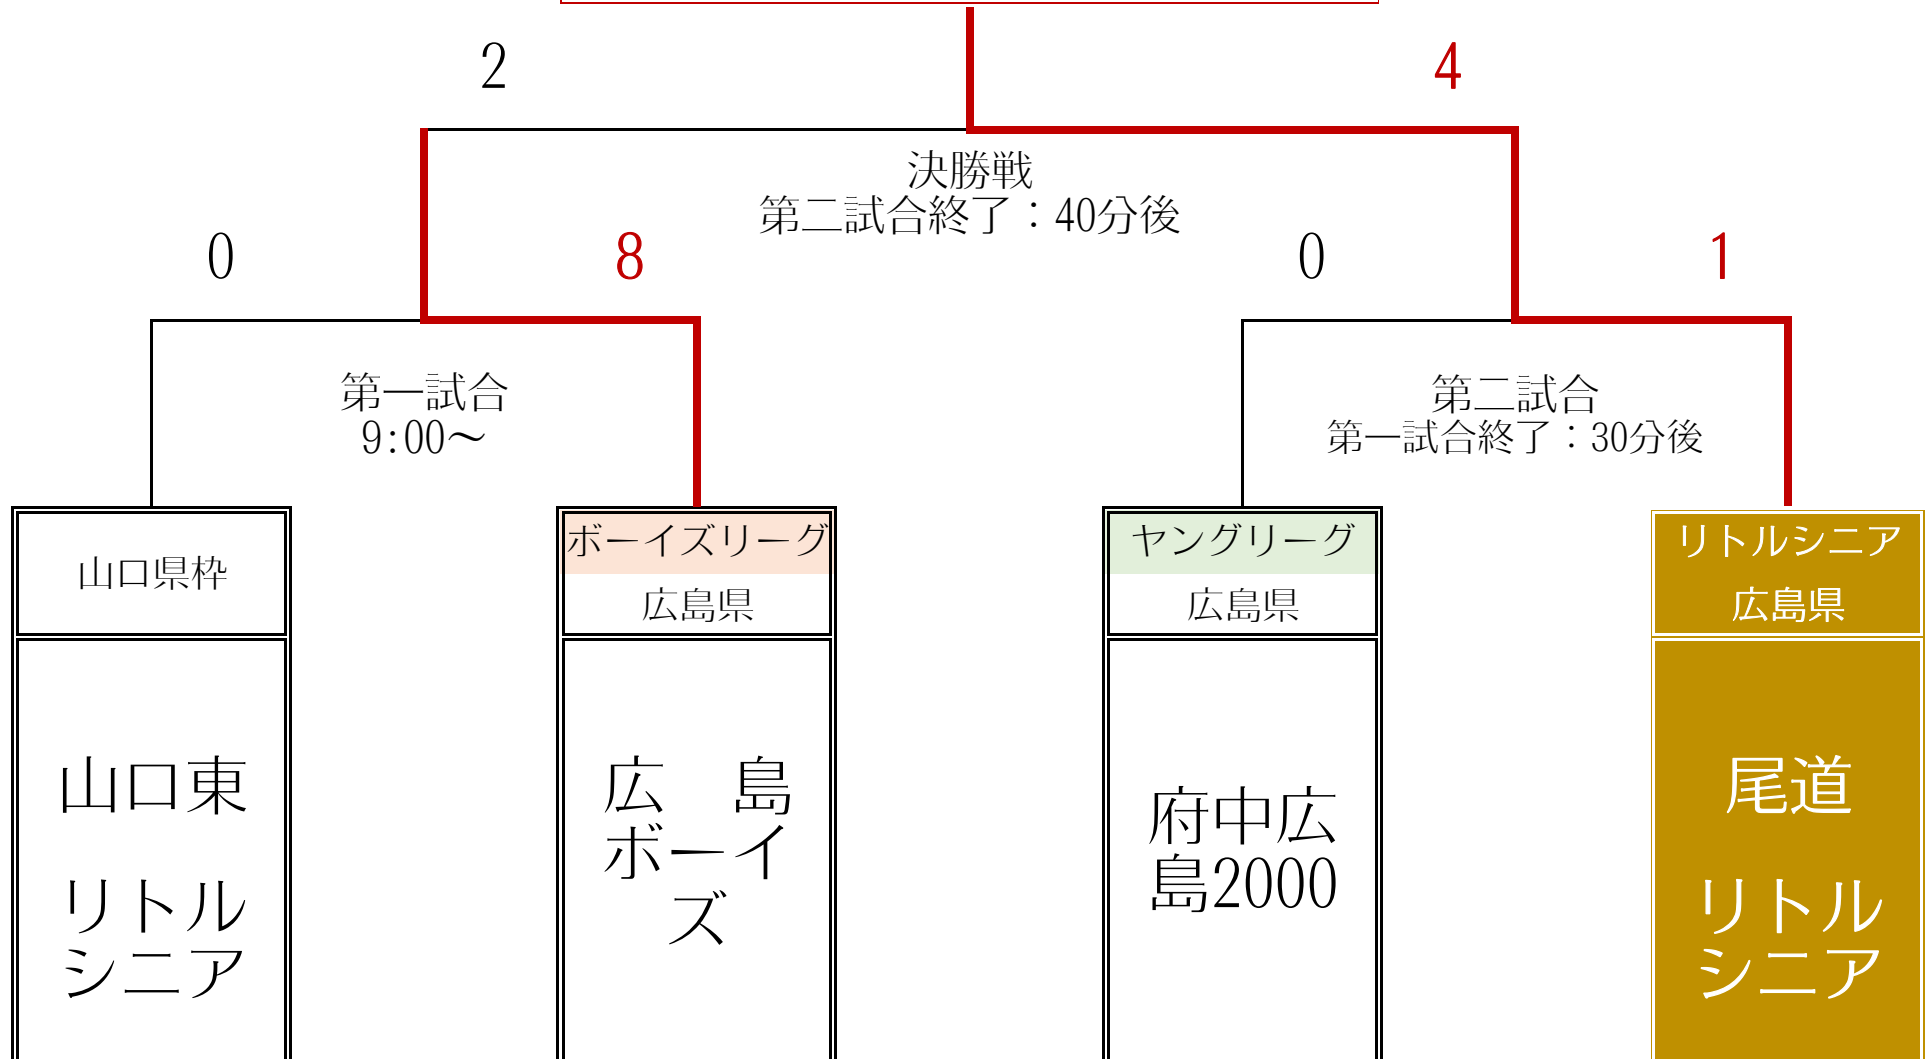 2
4
決勝戦
第二試合終了：40分後
0
8
0
1
第一試合
9:00～
第二試合
第一試合終了：30分後
山口県枠
ボーイズリーグ
広島県
ヤングリーグ
広島県
リトルシニア
広島県
山口東
リトル
シニア
広　島
ボーイ
ズ
府中広
島2000
尾道
リトル
シニア